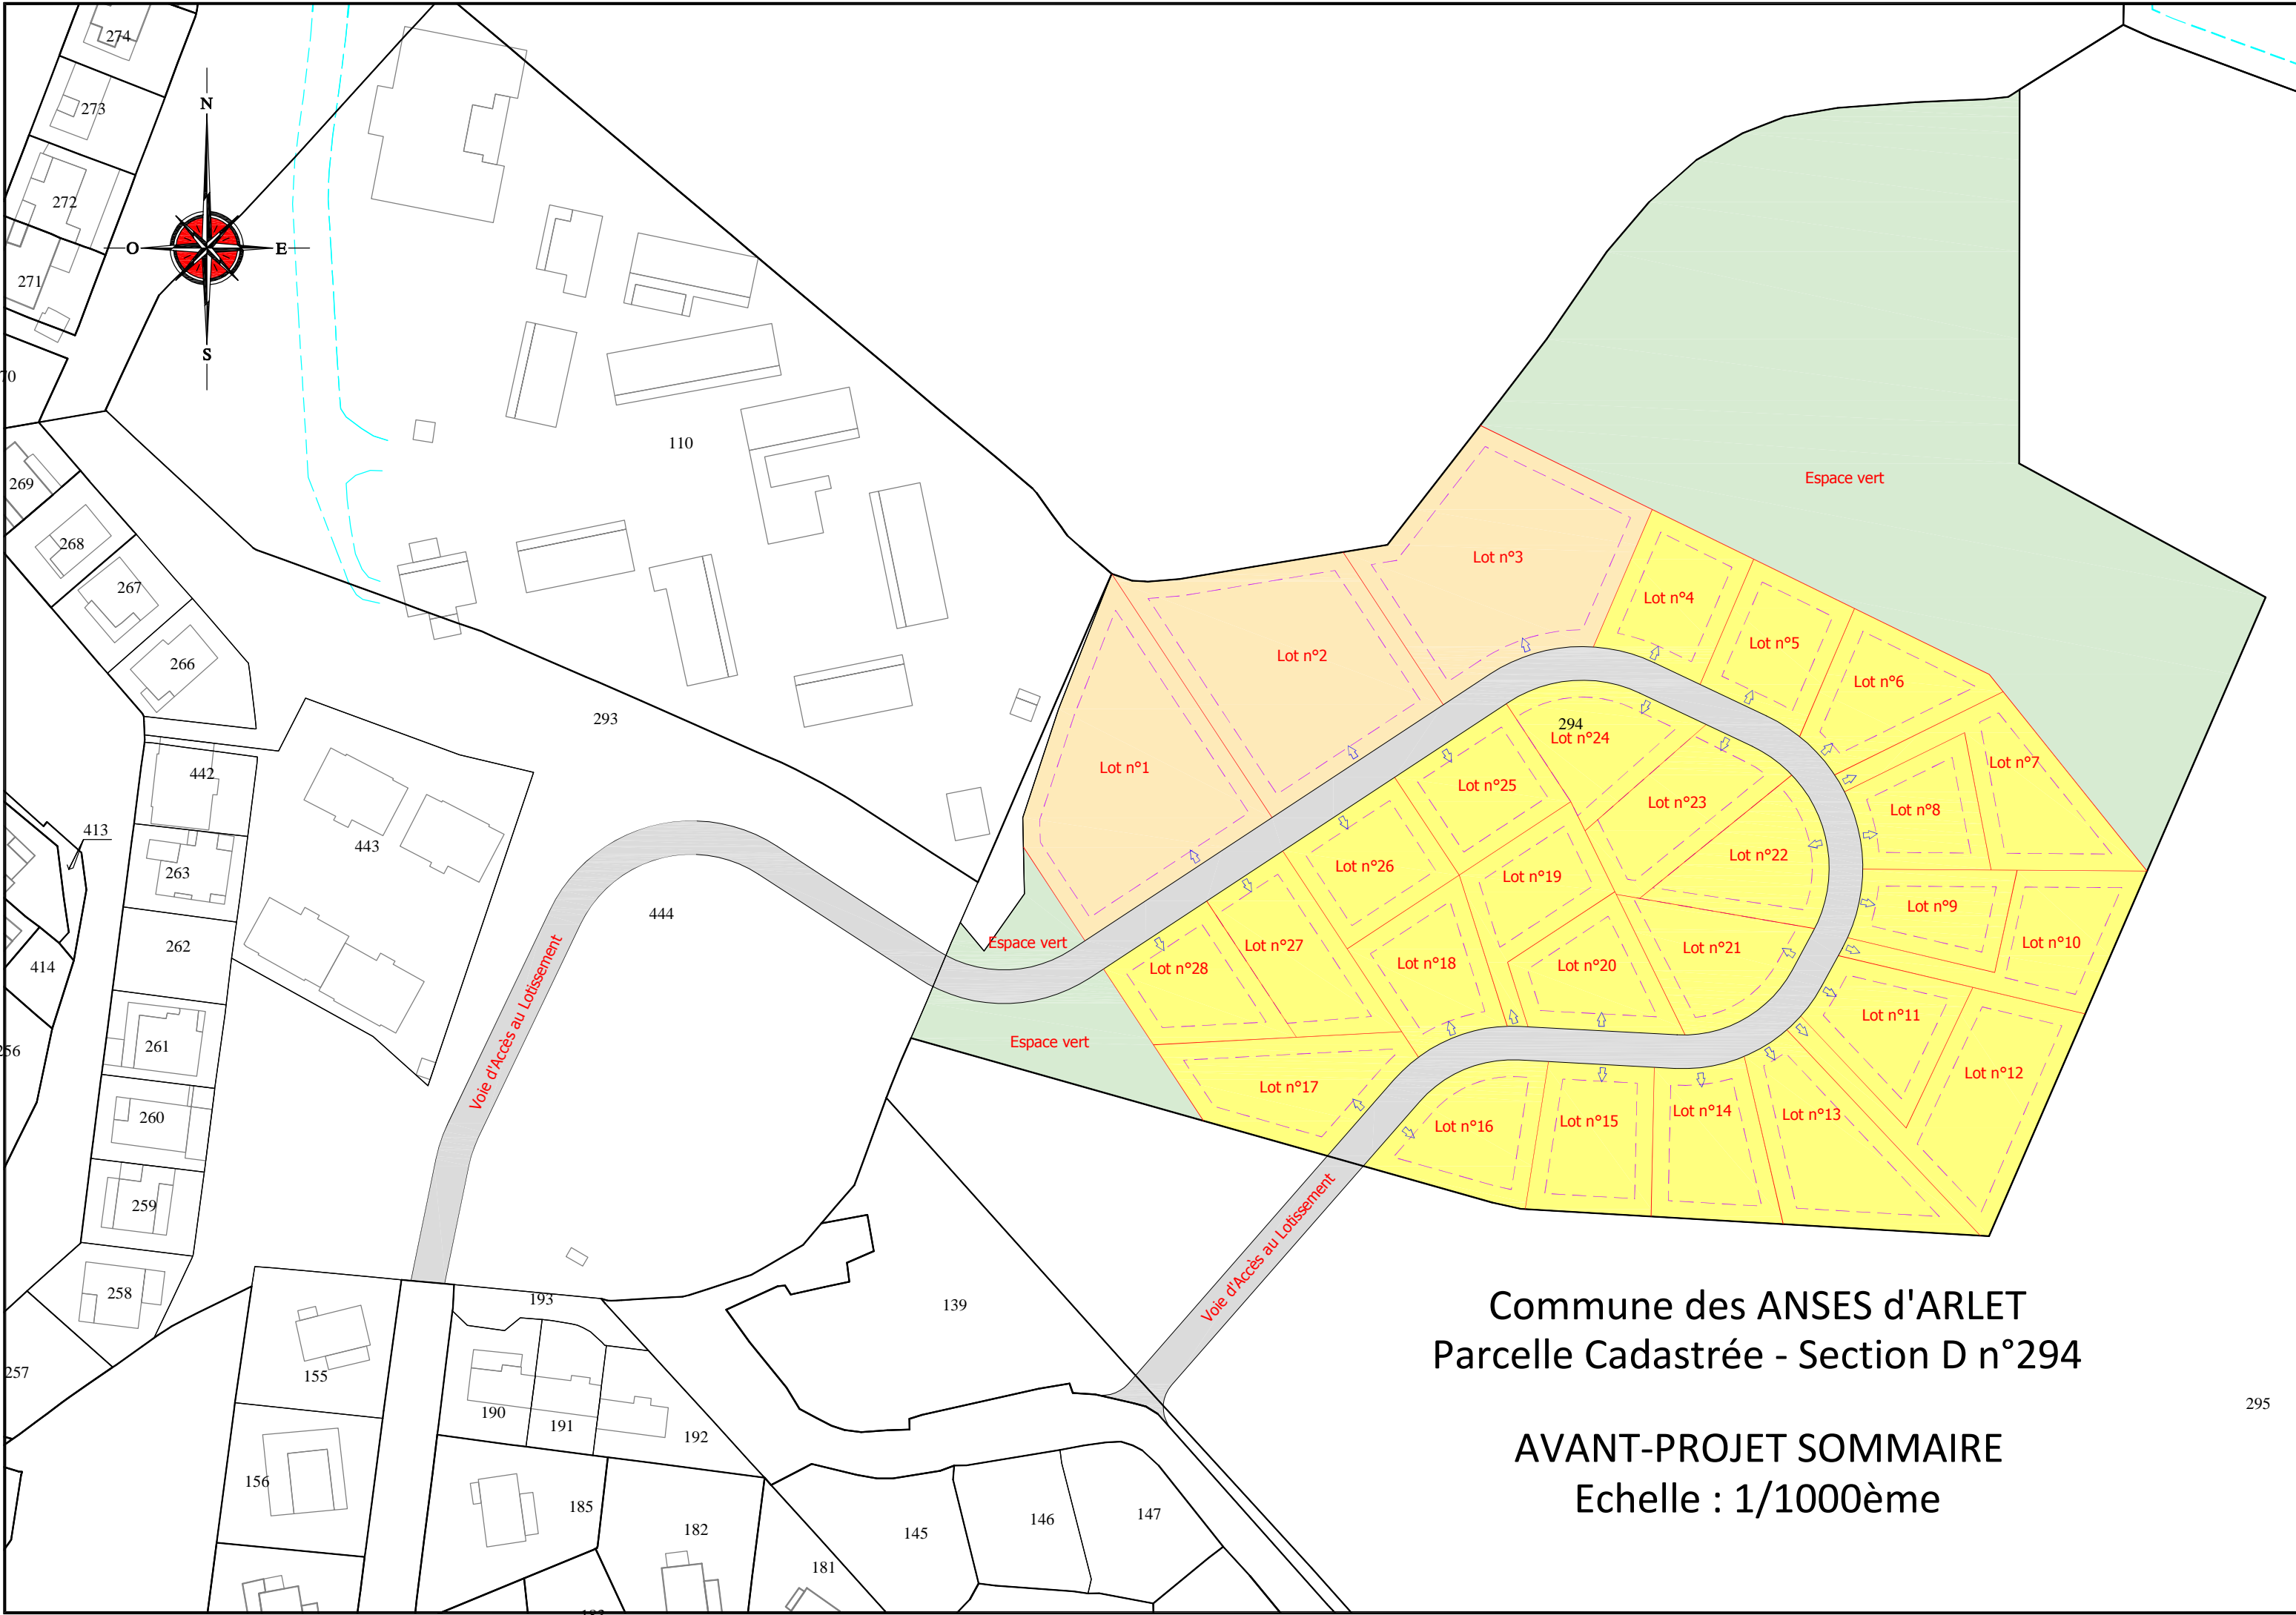 274
273
272
271
N
O
E
S
70
110
269
268
267
266
293
442
443
413
263
262
414
444
261
256
260
259
258
257
193
155
190
191
192
156
185
182
181
139
145
146
147
295
294
Espace vert
Lot n°3
Lot n°4
Lot n°5
Lot n°6
Lot n°2
Lot n°1
Lot n°24
Lot n°7
Lot n°25
Lot n°23
Lot n°8
Lot n°22
Lot n°26
Lot n°19
Lot n°9
Espace vert
Lot n°27
Lot n°28
Lot n°18
Lot n°20
Lot n°21
Lot n°10
Lot n°11
Espace vert
Lot n°17
Lot n°12
Lot n°16
Lot n°15
Lot n°14
Lot n°13
Voie d'Accès au Lotissement
Voie d'Accès au Lotissement
Commune des ANSES d'ARLET
Parcelle Cadastrée - Section D n°294
AVANT-PROJET SOMMAIRE
Echelle : 1/1000ème